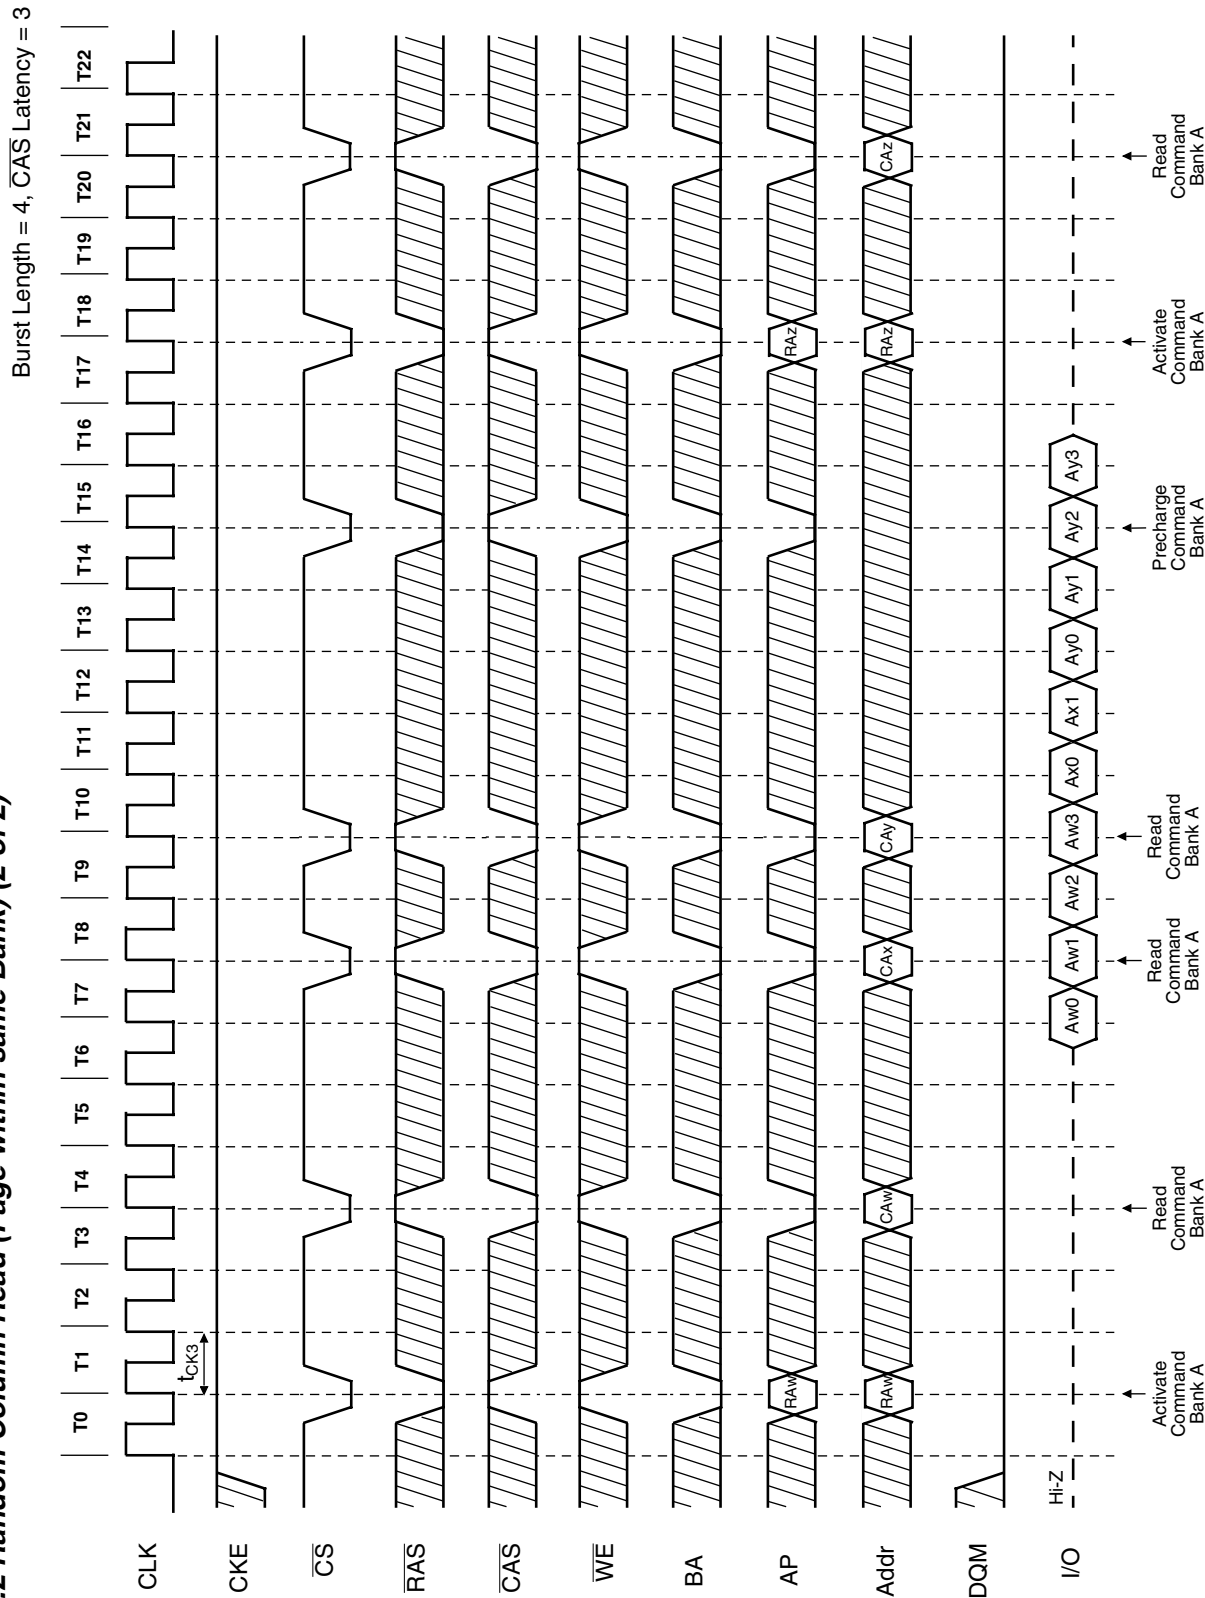 .2 Random Column Read (Page within same Bank) (2 of 2)
Burst Length = 4, CAS Latency = 3
T0 T1 T2 T3 T4 T5 T6 T7 T8 T9 T10 T11 T12 T13 T14 T15 T16 T17 T18 T19 T20 T21 T22
CLK
tCK3
CKE
CS
RAS
CAS
WE
BA
AP
RAw RAz
Addr
RAw CAw CAx CAy RAz CAz
DQM
I/O
Hi-Z
Aw0 Aw1 Aw2 Aw3 Ax0 Ax1 Ay0 Ay1 Ay2 Ay3
Activate
Command
Bank A
Read
Command
Bank A
Read
Command
Bank A
Read
Command
Bank A
Precharge
Command
Bank A
Activate
Command
Bank A
Read
Command
Bank A